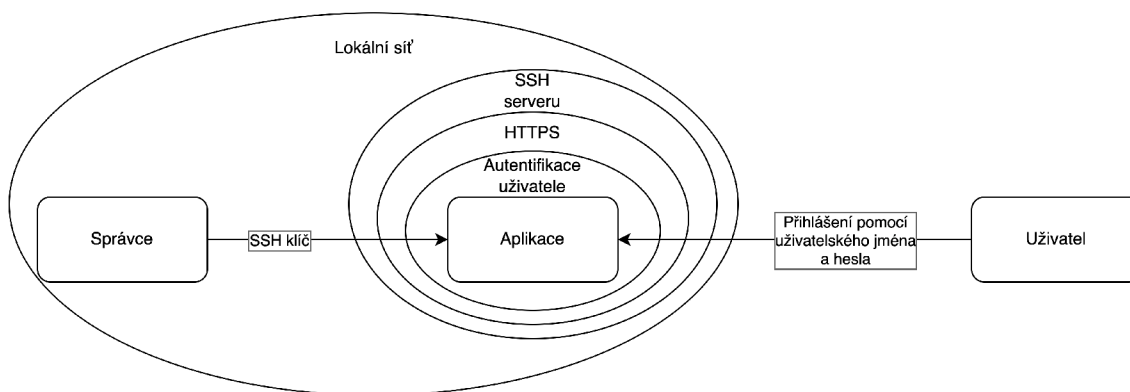 Lokální síť
SSH
serveru
HTTPS
Autentifikace
uživatele
Správce
SSH klíč
Aplikace
Přihlášení pomocí
uživatelského jména
a hesla
Uživatel